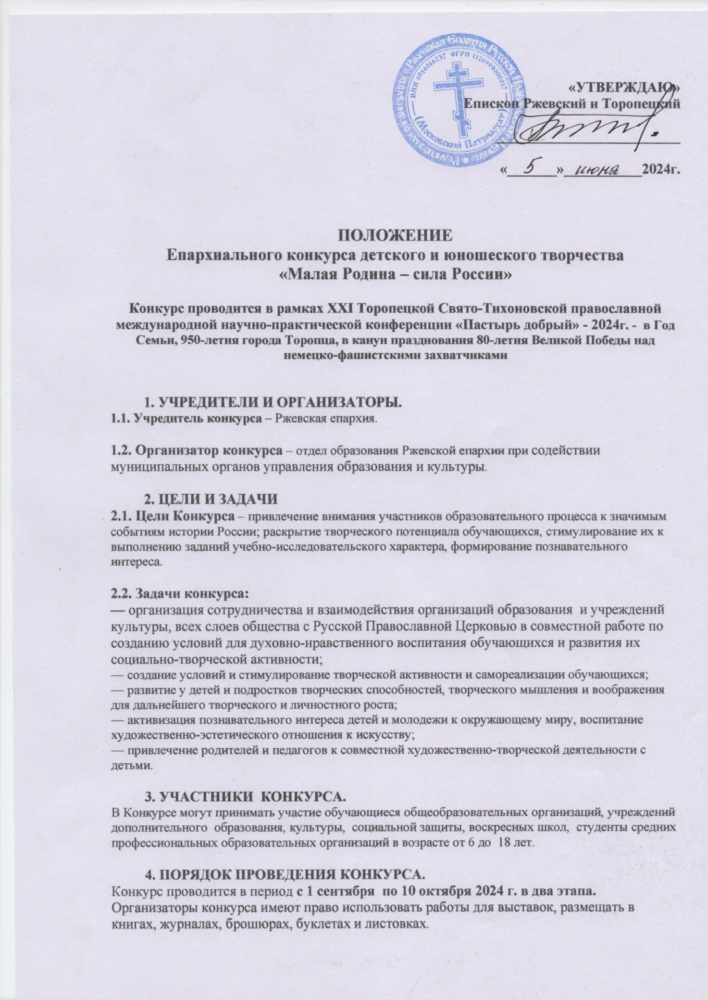 ИНН 6914016237 ОГРН 1126999000017
(Московский Патриархат)
«УТВЕРЖДАЮ»
Епископ Ржевский и Торопецкий
« 5 » июня 2024г.
ПОЛОЖЕНИЕ
Епархиального конкурса детского и юношеского творчества
«Малая Родина – сила России»
Конкурс проводится в рамках XXI Торопецкой Свято-Тихоновской православной
международной научно-практической конференции «Пастырь добрый» - 2024г. - в Год
Семьи, 950-летия города Торопца, в канун празднования 80-летия Великой Победы над
немецко-фашистскими захватчиками
1. УЧРЕДИТЕЛИ И ОРГАНИЗАТОРЫ.
1.1. Учредитель конкурса – Ржевская епархия.
1.2. Организатор конкурса – отдел образования Ржевской епархии при содействии
муниципальных органов управления образования и культуры.
2. ЦЕЛИ И ЗАДАЧИ
2.1. Цели Конкурса – привлечение внимания участников образовательного процесса к значимым
событиям истории России; раскрытие творческого потенциала обучающихся, стимулирование их к
выполнению заданий учебно-исследовательского характера, формирование познавательного
интереса.
2.2. Задачи конкурса:
— организация сотрудничества и взаимодействия организаций образования и учреждений
культуры, всех слоев общества с Русской Православной Церковью в совместной работе по
созданию условий для духовно-нравственного воспитания обучающихся и развития их
социально-творческой активности;
— создание условий и стимулирование творческой активности и самореализации обучающихся;
— развитие у детей и подростков творческих способностей, творческого мышления и воображения
для дальнейшего творческого и личностного роста;
— активизация познавательного интереса детей и молодежи к окружающему миру, воспитание
художественно-эстетического отношения к искусству;
— привлечение родителей и педагогов к совместной художественно-творческой деятельности с
детьми.
3. УЧАСТНИКИ КОНКУРСА.
В Конкурсе могут принимать участие обучающиеся общеобразовательных организаций, учреждений
дополнительного образования, культуры, социальной защиты, воскресных школ, студенты средних
профессиональных образовательных организаций в возрасте от 6 до 18 лет.
4. ПОРЯДОК ПРОВЕДЕНИЯ КОНКУРСА.
Конкурс проводится в период с 1 сентября по 10 октября 2024 г. в два этапа.
Организаторы конкурса имеют право использовать работы для выставок, размещать в
книгах, журналах, брошюрах, буклетах и листовках.